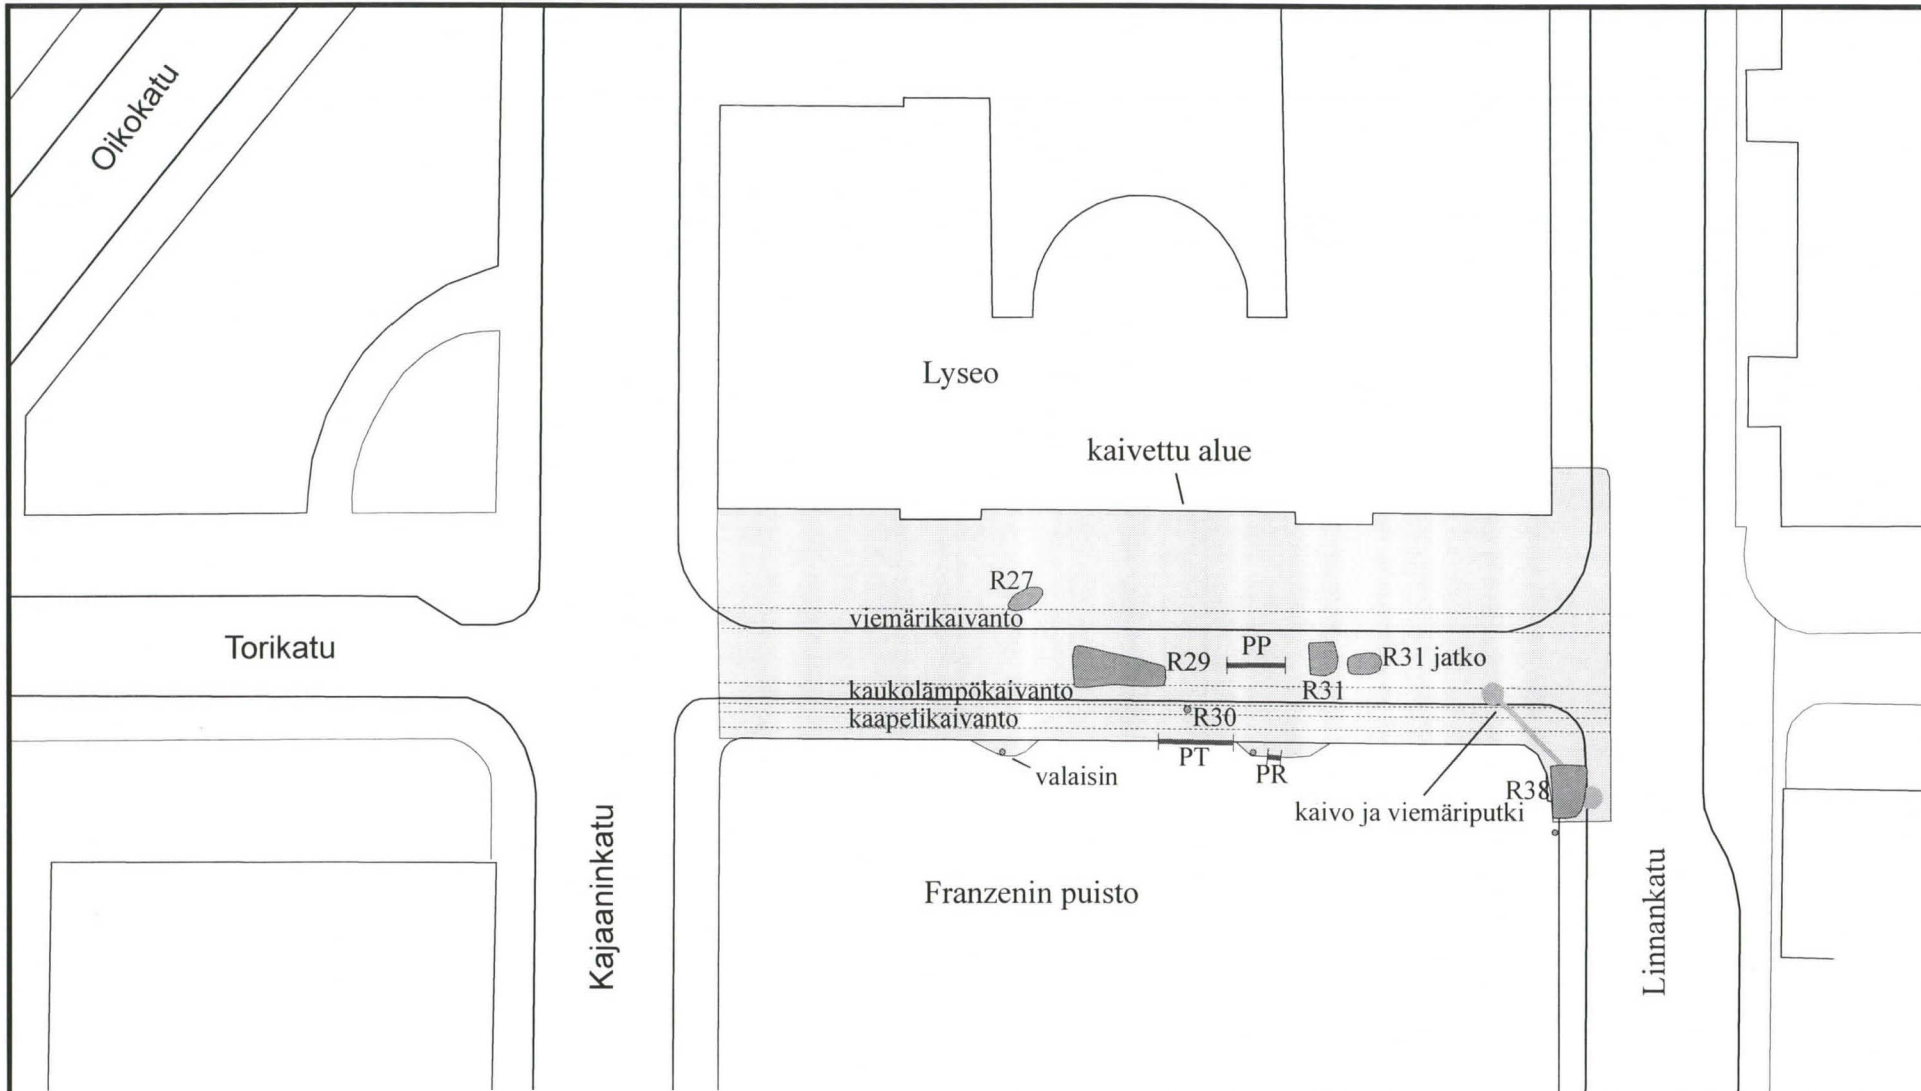 Oikokatu
Lyseo
kaivettu alue
R27
viemärikaivanto
Torikatu
PP
R29
R31 jatko
kaukolämpökaivanto
R31
kaapelikaivanto
R30
PT
PR
valaisin
R38
kaivo ja viemäriputki
Kajaaninkatu
Franzenin puisto
Linnankatu